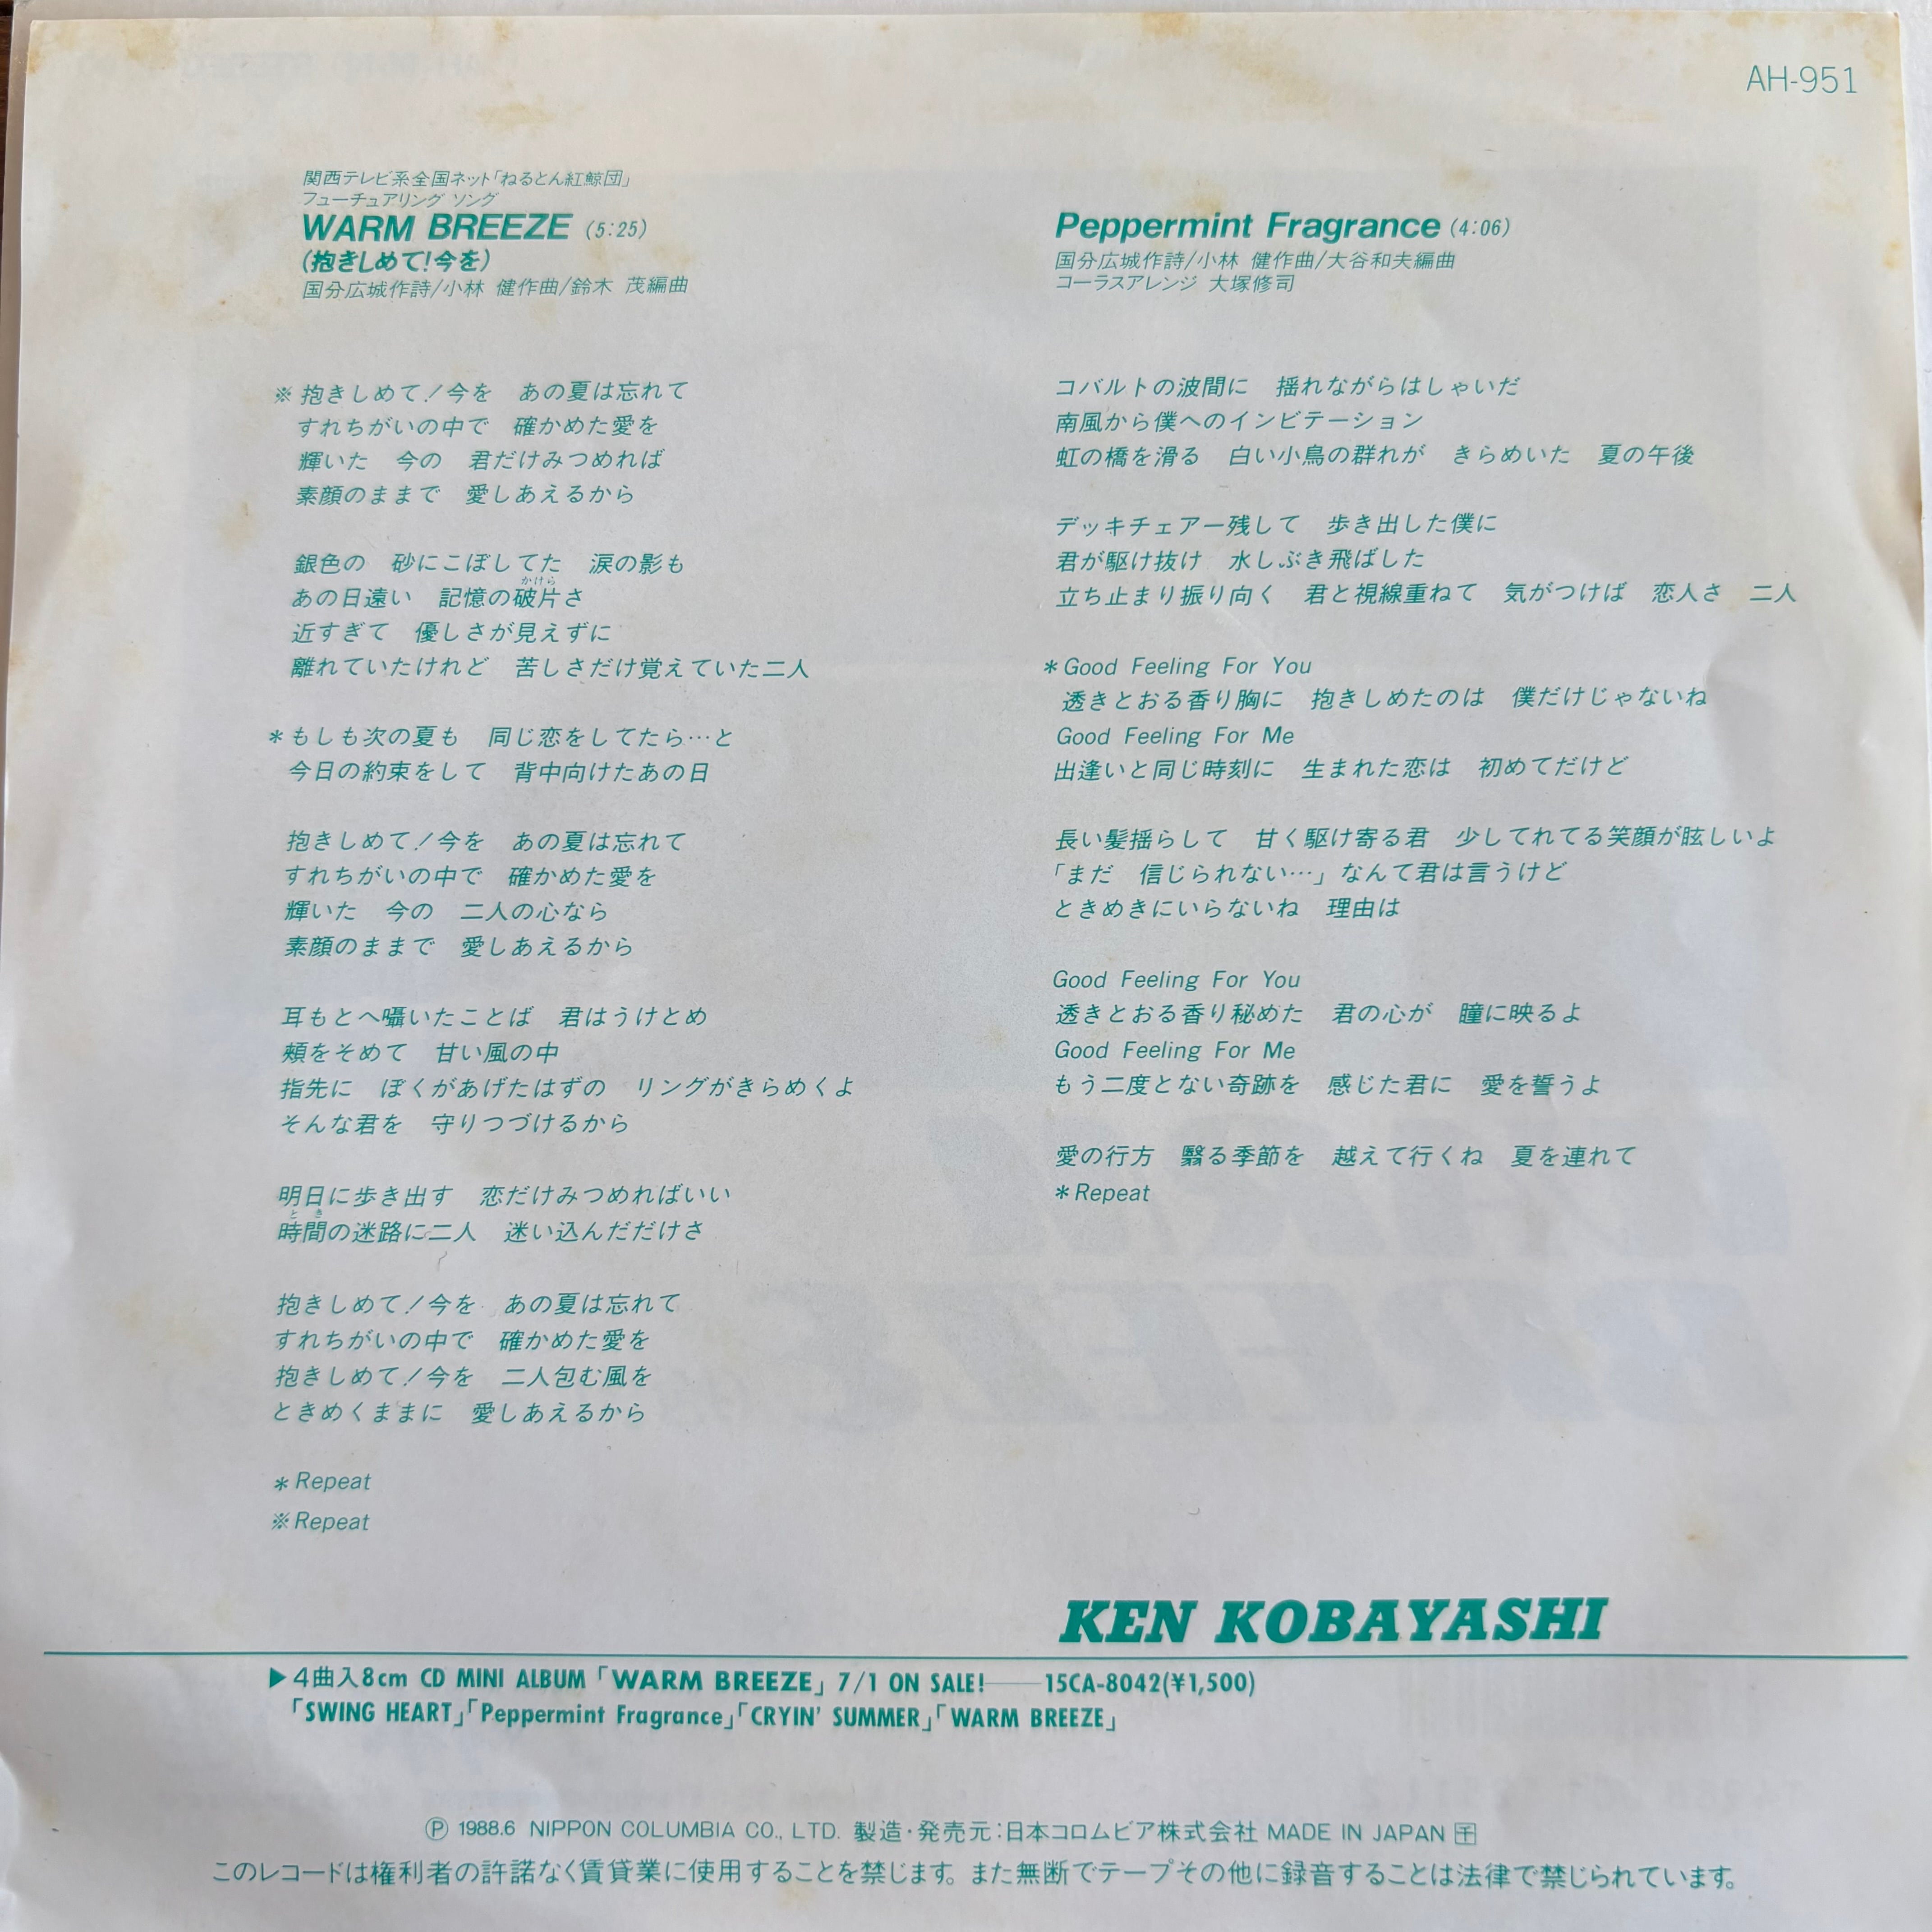 AH-951
関西テレビ系全国ネット「ねるとん紅鯨団」
フューチュアリング ソング
WARM BREEZE (5:25)
(抱きしめて!今を)
国分広城作詩/小林 健作曲/鈴木 茂編曲
※抱きしめて!今を あの夏は忘れて
すれちがいの中で 確かめた愛を
輝いた 今の 君だけみつめれば
素顔のままで 愛しあえるから
銀色の 砂にこぼしてた 涙の影も
かけら
あの日遠い 記憶の破片さ
近すぎて 優しさが見えずに
離れていたけれど 苦しさだけ覚えていた二人
*もしも次の夏も 同じ恋をしてたら…と
今日の約束をして 背中向けたあの日
抱きしめて!今を あの夏は忘れて
すれちがいの中で 確かめた愛を
輝いた 今の 二人の心なら
素顔のままで 愛しあえるから
耳もとへ囁いたことば 君はうけとめ
頬をそめて 甘い風の中
指先に ぼくがあげたはずの リングがきらめくよ
そんな君を 守りつづけるから
明日に歩き出す 恋だけみつめればいい
とき
時間の迷路に二人 迷い込んだだけさ
抱きしめて!今を あの夏は忘れて
すれちがいの中で 確かめた愛を
抱きしめて!今を 二人包む風を
ときめくままに 愛しあえるから
*Repeat
※Repeat
Peppermint Fragrance (4:06)
国分広城作詩/小林 健作曲/大谷和夫編曲
コーラスアレンジ 大塚修司
コバルトの波間に 揺れながらはしゃいだ
南風から僕へのインビテーション
虹の橋を滑る 白い小鳥の群れが きらめいた 夏の午後
デッキチェアー残して 歩き出した僕に
君が駆け抜け 水しぶき飛ばした
立ち止まり振り向く 君と視線重ねて 気がつけば 恋人さ 二人
*Good Feeling For You
透きとおる香り胸に 抱きしめたのは 僕だけじゃないね
Good Feeling For Me
出逢いと同じ時刻に 生まれた恋は 初めてだけど
長い髪揺らして 甘く駆け寄る君 少してれてる笑顔が眩しいよ
「まだ 信じられない…」なんて君は言うけど
ときめきにいらないね 理由は
Good Feeling For You
透きとおる香り秘めた 君の心が 瞳に映るよ
Good Feeling For Me
もう二度とない奇跡を 感じた君に 愛を誓うよ
愛の行方 翳る季節を 越えて行くね 夏を連れて
*Repeat
KEN KOBAYASHI
▶4曲入8cm CD MINI ALBUM「WARM BREEZE」7/1 ON SALE!——15CA-8042(¥1,500)
「SWING HEART」「Peppermint Fragrance」「CRYIN' SUMMER」「WARM BREEZE」
Ⓟ 1988.6 NIPPON COLUMBIA CO., LTD. 製造・発売元:日本コロムビア株式会社 MADE IN JAPAN
このレコードは権利者の許諾なく賃貸業に使用することを禁じます。また無断でテープその他に録音することは法律で禁じられています。